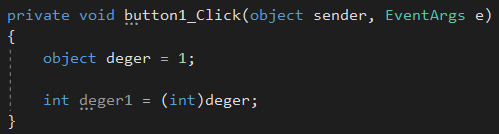 private void button1_Click(object sender, EventArgs e)
{
object deger = 1;
int deger1 = (int)deger;
}